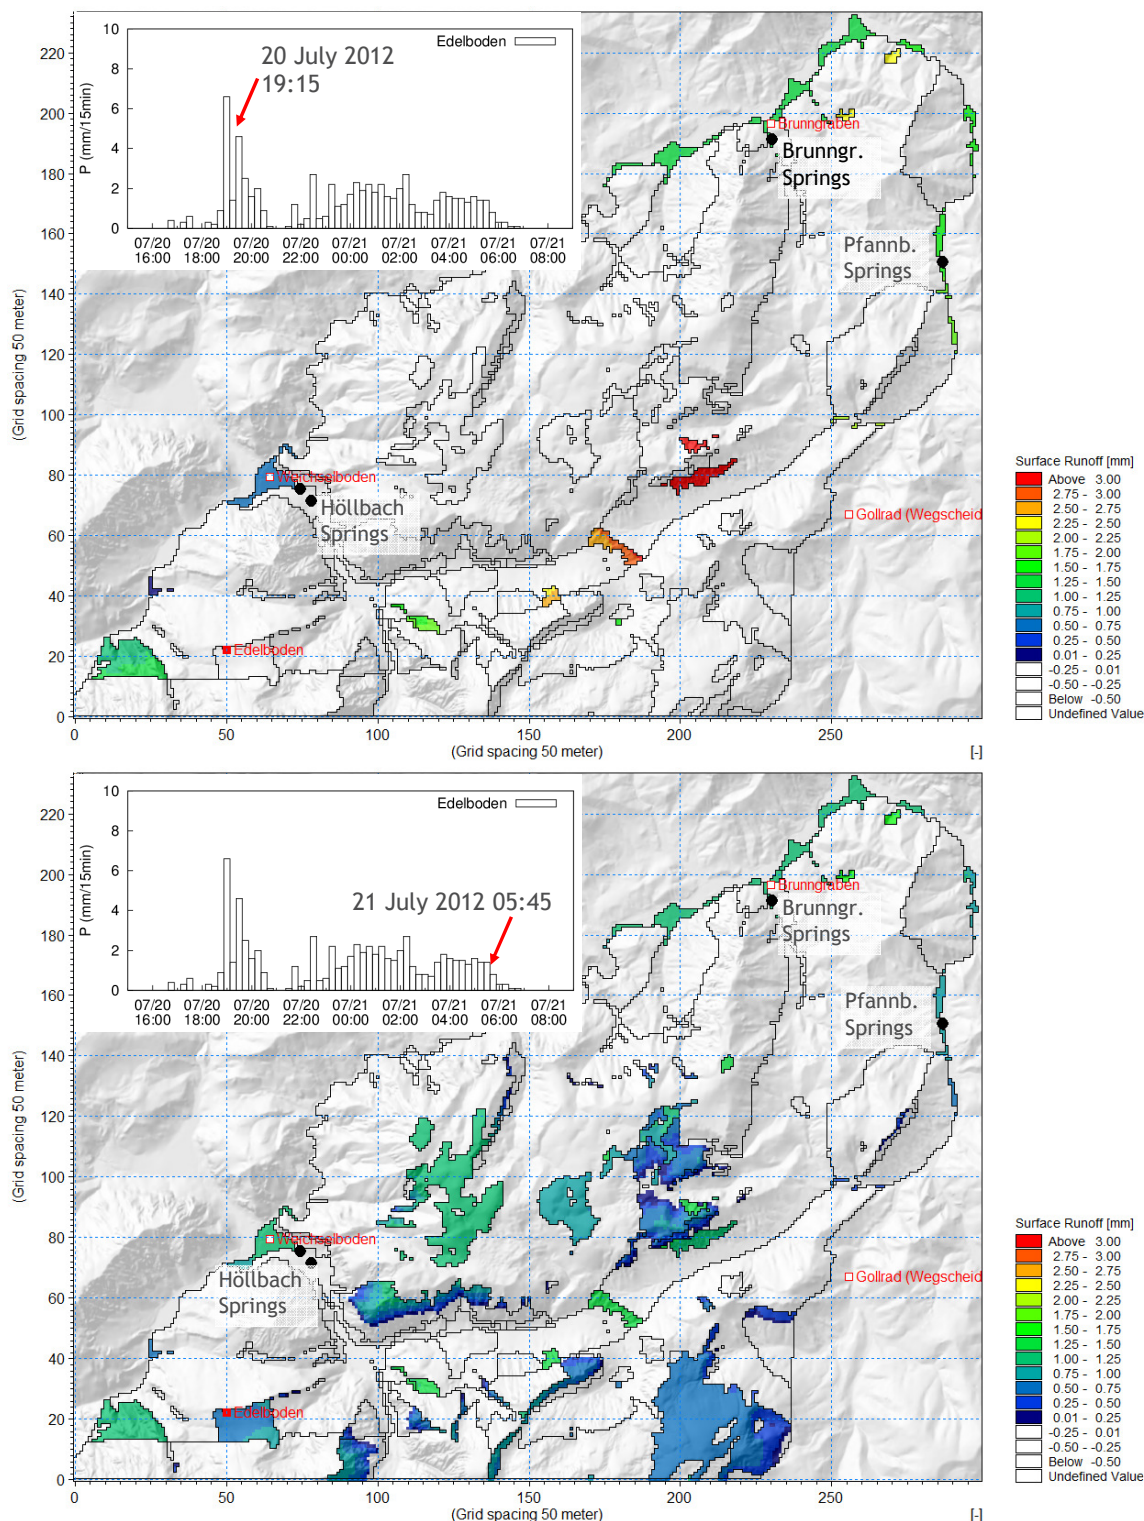 10
8
6
4
2
0
P (mm/15min)
Edelboden
20 July 2012
19:15
07/20 07/20 07/20 07/20 07/21 07/21 07/21 07/21 07/21
16:00 18:00 20:00 22:00 00:00 02:00 04:00 06:00 08:00
220
200
180
160
140
120
100
80
60
40
20
0
(Grid spacing 50 meter)
Brunngraben
Brunngr.
Springs
Pfannb.
Springs
Weichselboden
Höllbach
Springs
Gollrad (Wegscheid
Edelboden
0 50 100 150 200 250
(Grid spacing 50 meter)
[-]
Surface Runoff [mm]
Above 3.00
2.75 - 3.00
2.50 - 2.75
2.25 - 2.50
2.00 - 2.25
1.75 - 2.00
1.50 - 1.75
1.25 - 1.50
1.00 - 1.25
0.75 - 1.00
0.50 - 0.75
0.25 - 0.50
0.01 - 0.25
-0.25 - 0.01
-0.50 - -0.25
Below -0.50
Undefined Value
10
8
6
4
2
0
P (mm/15min)
Edelboden
21 July 2012 05:45
07/20 07/20 07/20 07/20 07/21 07/21 07/21 07/21 07/21
16:00 18:00 20:00 22:00 00:00 02:00 04:00 06:00 08:00
220
200
180
160
140
120
100
80
60
40
20
0
(Grid spacing 50 meter)
Brunngraben
Brunngr.
Springs
Pfannb.
Springs
Weichselboden
Höllbach
Springs
Gollrad (Wegscheid
Edelboden
0 50 100 150 200 250
(Grid spacing 50 meter)
[-]
Surface Runoff [mm]
Above 3.00
2.75 - 3.00
2.50 - 2.75
2.25 - 2.50
2.00 - 2.25
1.75 - 2.00
1.50 - 1.75
1.25 - 1.50
1.00 - 1.25
0.75 - 1.00
0.50 - 0.75
0.25 - 0.50
0.01 - 0.25
-0.25 - 0.01
-0.50 - -0.25
Below -0.50
Undefined Value